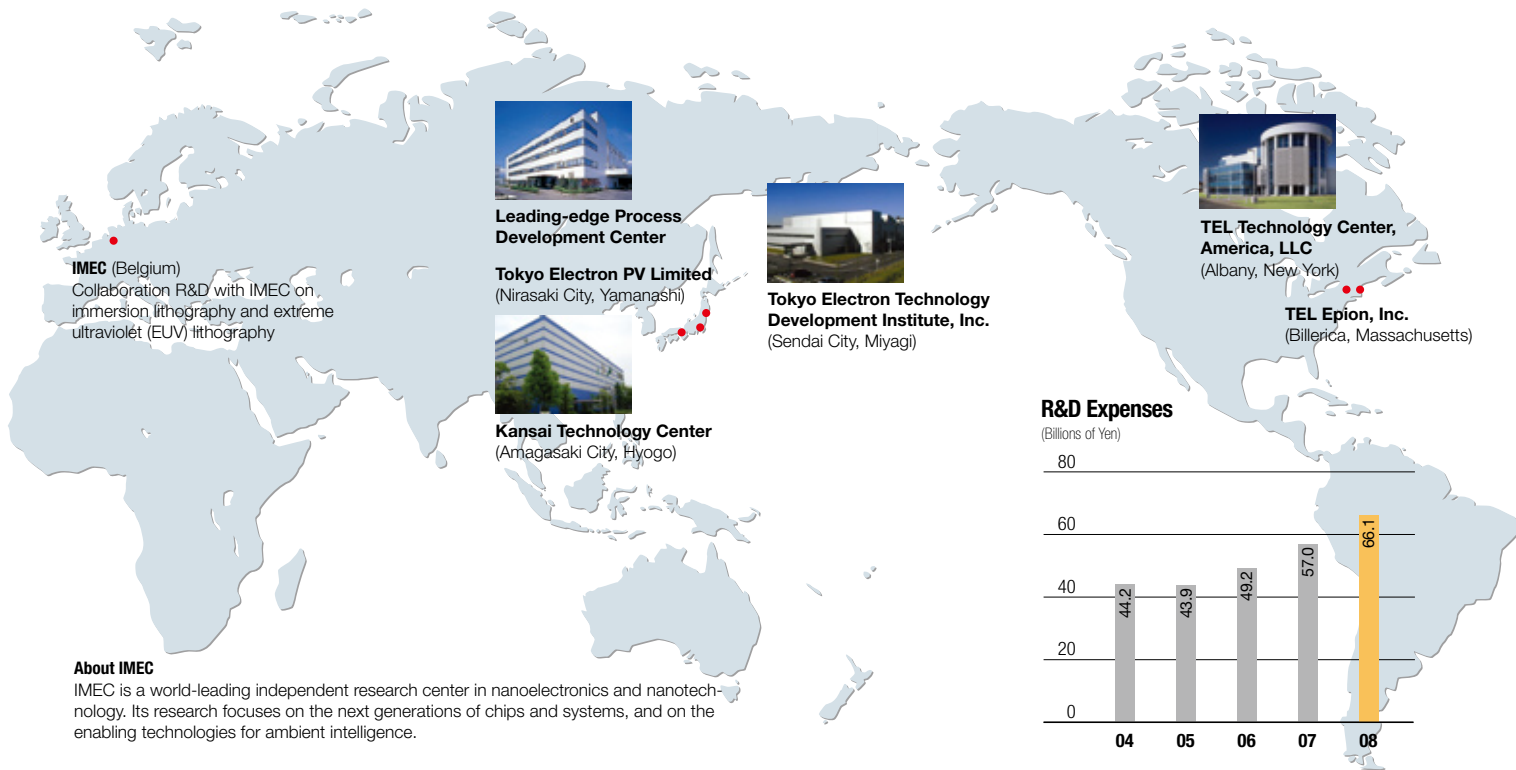 Leading-edge Process
Development Center
Tokyo Electron PV Limited
(Nirasaki City, Yamanashi)
Kansai Technology Center
(Amagasaki City, Hyogo)
Tokyo Electron Technology
Development Institute, Inc.
(Sendai City, Miyagi)
TEL Technology Center,
America, LLC
(Albany, New York)
TEL Epion, Inc.
(Billerica, Massachusetts)
IMEC (Belgium)
Collaboration R&D with IMEC on
immersion lithography and extreme
ultraviolet (EUV) lithography
About IMEC
IMEC is a world-leading independent research center in nanoelectronics and nanotech-
nology. Its research focuses on the next generations of chips and systems, and on the
enabling technologies for ambient intelligence.
R&D Expenses
(Billions of Yen)
80
60
40
20
0
44.2
43.9
49.2
57.0
66.1
04 05 06 07 08